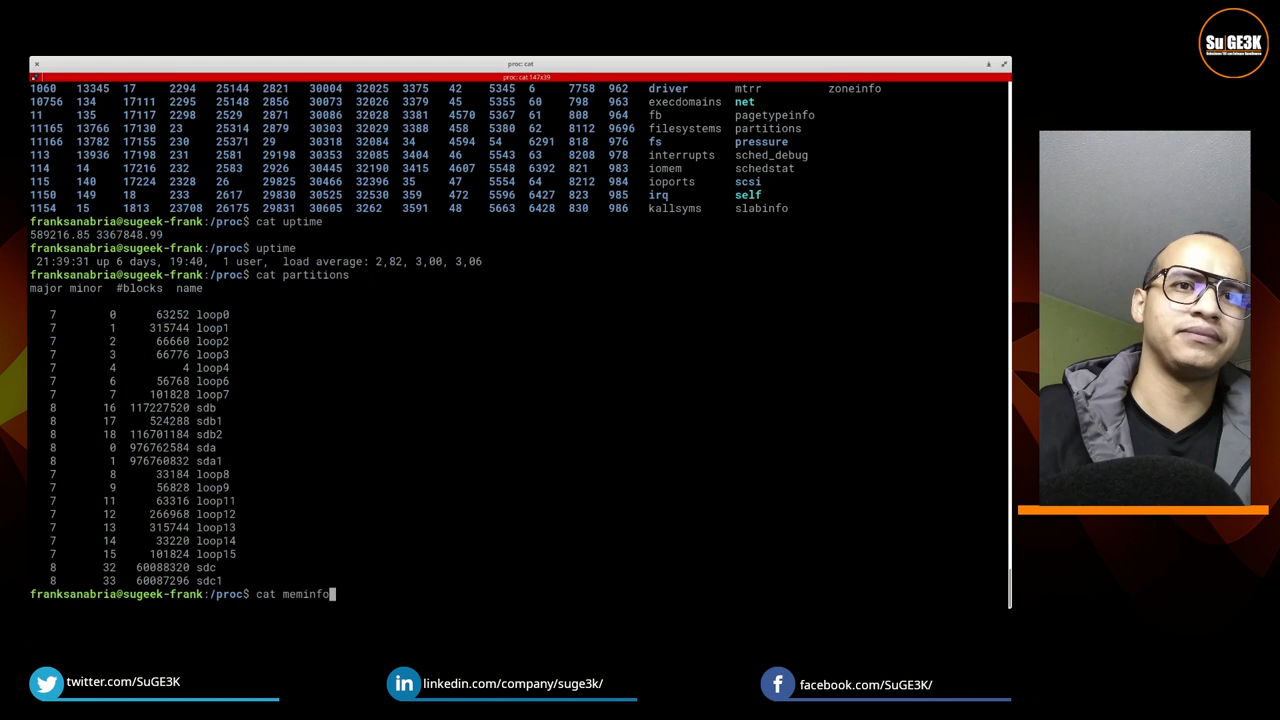 SuGE3K
proc: cat
proc: cat 147x39
1060 13345 17 2294 25144 2821 30004 32025 3375 42 5345 6 7758 962 driver mtrr zoneinfo
10756 134 17111 2295 25148 2856 30073 32026 3379 45 5355 60 798 963 execdomains net
11 135 17117 2298 2529 2871 30086 32028 3381 4570 5367 61 808 964 fb pagetypeinfo
11165 13766 17130 23 25314 2879 30303 32029 3388 458 5380 62 8112 9696 filesystems partitions
11166 13782 17155 230 25371 29 30318 32084 34 4594 54 6291 818 976 fs pressure
113 13936 17198 231 2581 29198 30353 32085 3404 46 5543 63 8208 978 interrupts sched_debug
114 14 17216 232 2583 2926 30445 32190 3415 4607 5548 6392 821 983 iomem schedstat
115 140 17224 2328 26 29825 30466 32396 35 47 5554 64 8212 984 ioports scsi
1150 149 18 233 2617 29830 30525 32530 359 472 5596 6427 823 985 irq self
1154 15 1813 23708 26175 29831 30605 3262 3591 48 5663 6428 830 986 kallsyms slabinfo
franksanabria@sugeek-frank:/proc$ cat uptime
589216.85 3367848.99
franksanabria@sugeek-frank:/proc$ uptime
21:39:31 up 6 days, 19:40, 1 user, load average: 2,82, 3,00, 3,06
franksanabria@sugeek-frank:/proc$ cat partitions
major minor #blocks name
7 0 63252 loop0
7 1 315744 loop1
7 2 66660 loop2
7 3 66776 loop3
7 4 4 loop4
7 6 56768 loop6
7 7 101828 loop7
8 16 117227520 sdb
8 17 524288 sdb1
8 18 116701184 sdb2
8 0 976762584 sda
8 1 976760832 sda1
7 8 33184 loop8
7 9 56828 loop9
7 11 63316 loop11
7 12 266968 loop12
7 13 315744 loop13
7 14 33220 loop14
7 15 101824 loop15
8 32 60088320 sdc
8 33 60087296 sdc1
franksanabria@sugeek-frank:/proc$ cat meminfo
twitter.com/SuGE3K
linkedin.com/company/suge3k/
facebook.com/SuGE3K/